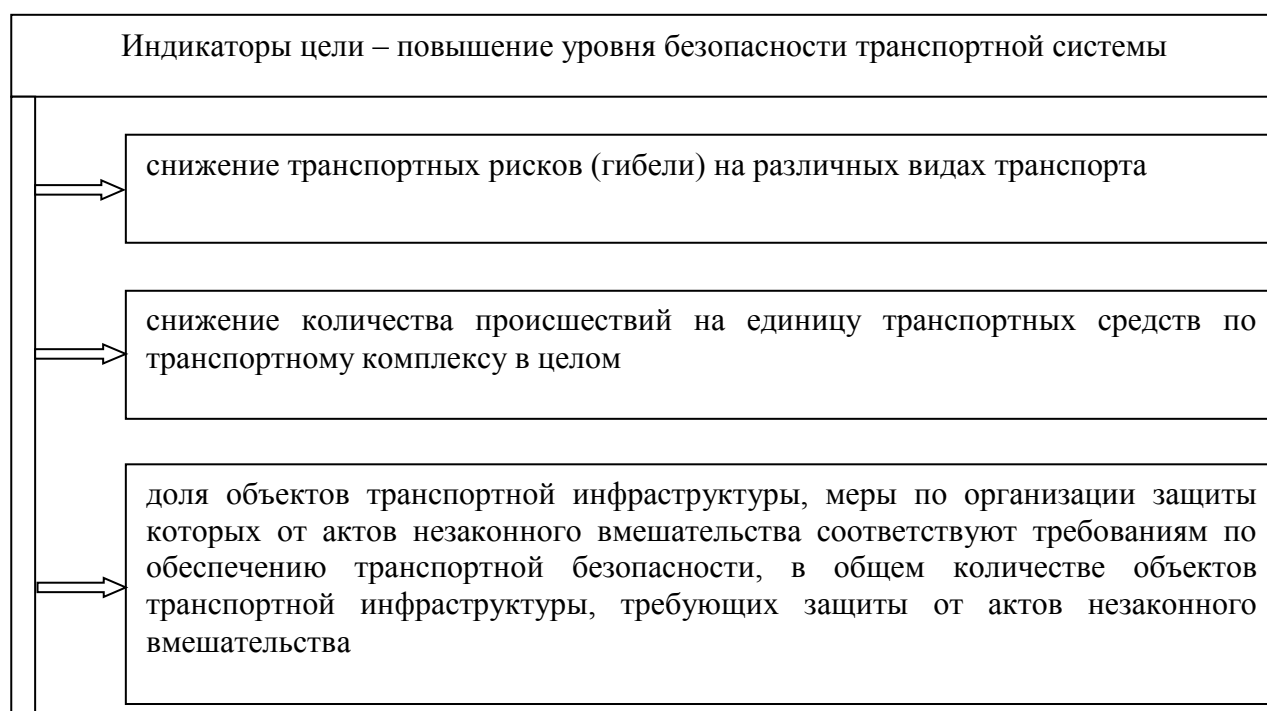 Индикаторы цели – повышение уровня безопасности транспортной системы
снижение транспортных рисков (гибели) на различных видах транспорта
снижение количества происшествий на единицу транспортных средств по
транспортному комплексу в целом
доля объектов транспортной инфраструктуры, меры по организации защиты
которых от актов незаконного вмешательства соответствуют требованиям по
обеспечению транспортной безопасности, в общем количестве объектов
транспортной инфраструктуры, требующих защиты от актов незаконного
вмешательства